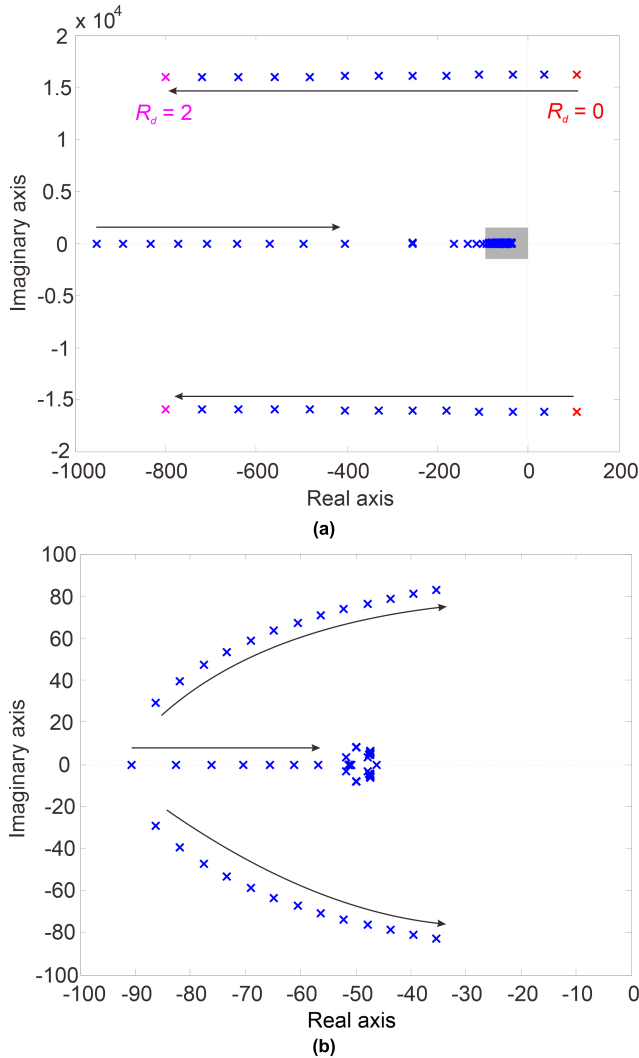 x 10⁴
2
1.5
1
0.5
0
-0.5
-1
-1.5
-2
Imaginary axis
R_d = 2
R_d = 0
-1000 -800 -600 -400 -200 0 200
Real axis
(a)
100
80
60
40
20
0
-20
-40
-60
-80
-100
Imaginary axis
-100 -90 -80 -70 -60 -50 -40 -30 -20 -10 0
Real axis
(b)